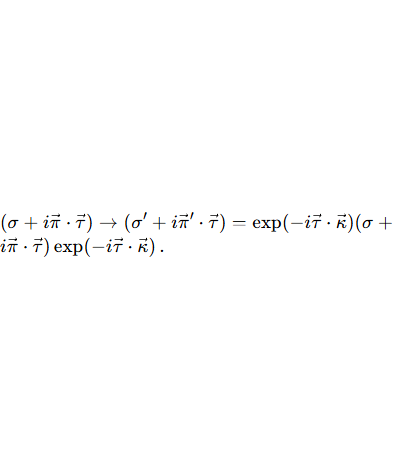 (σ + iπ⃗ · τ⃗) → (σ′ + iπ⃗′ · τ⃗) = exp(−iτ⃗ · κ⃗)(σ +
iπ⃗ · τ⃗) exp(−iτ⃗ · κ⃗) .